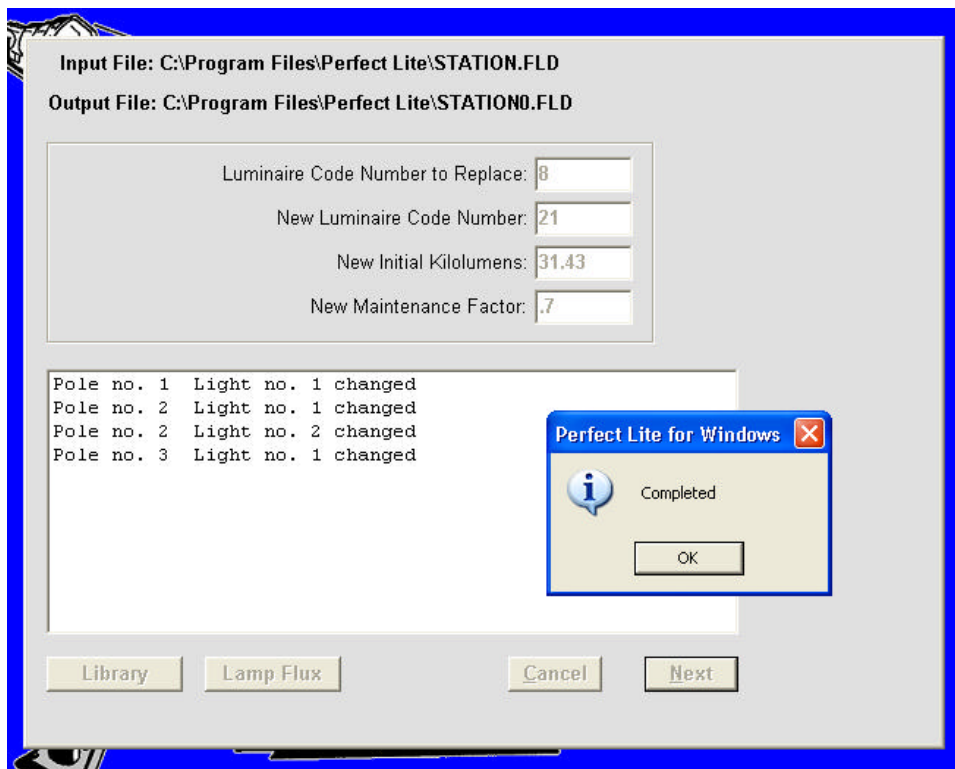 Input File: C:\Program Files\Perfect Lite\STATION.FLD
Output File: C:\Program Files\Perfect Lite\STATION0.FLD
Luminaire Code Number to Replace: 8
New Luminaire Code Number: 21
New Initial Kilolumens: 31.43
New Maintenance Factor: .7
Pole no. 1 Light no. 1 changed
Pole no. 2 Light no. 1 changed
Pole no. 2 Light no. 2 changed
Pole no. 3 Light no. 1 changed
Perfect Lite for Windows
Completed
OK
Library Lamp Flux Cancel Next